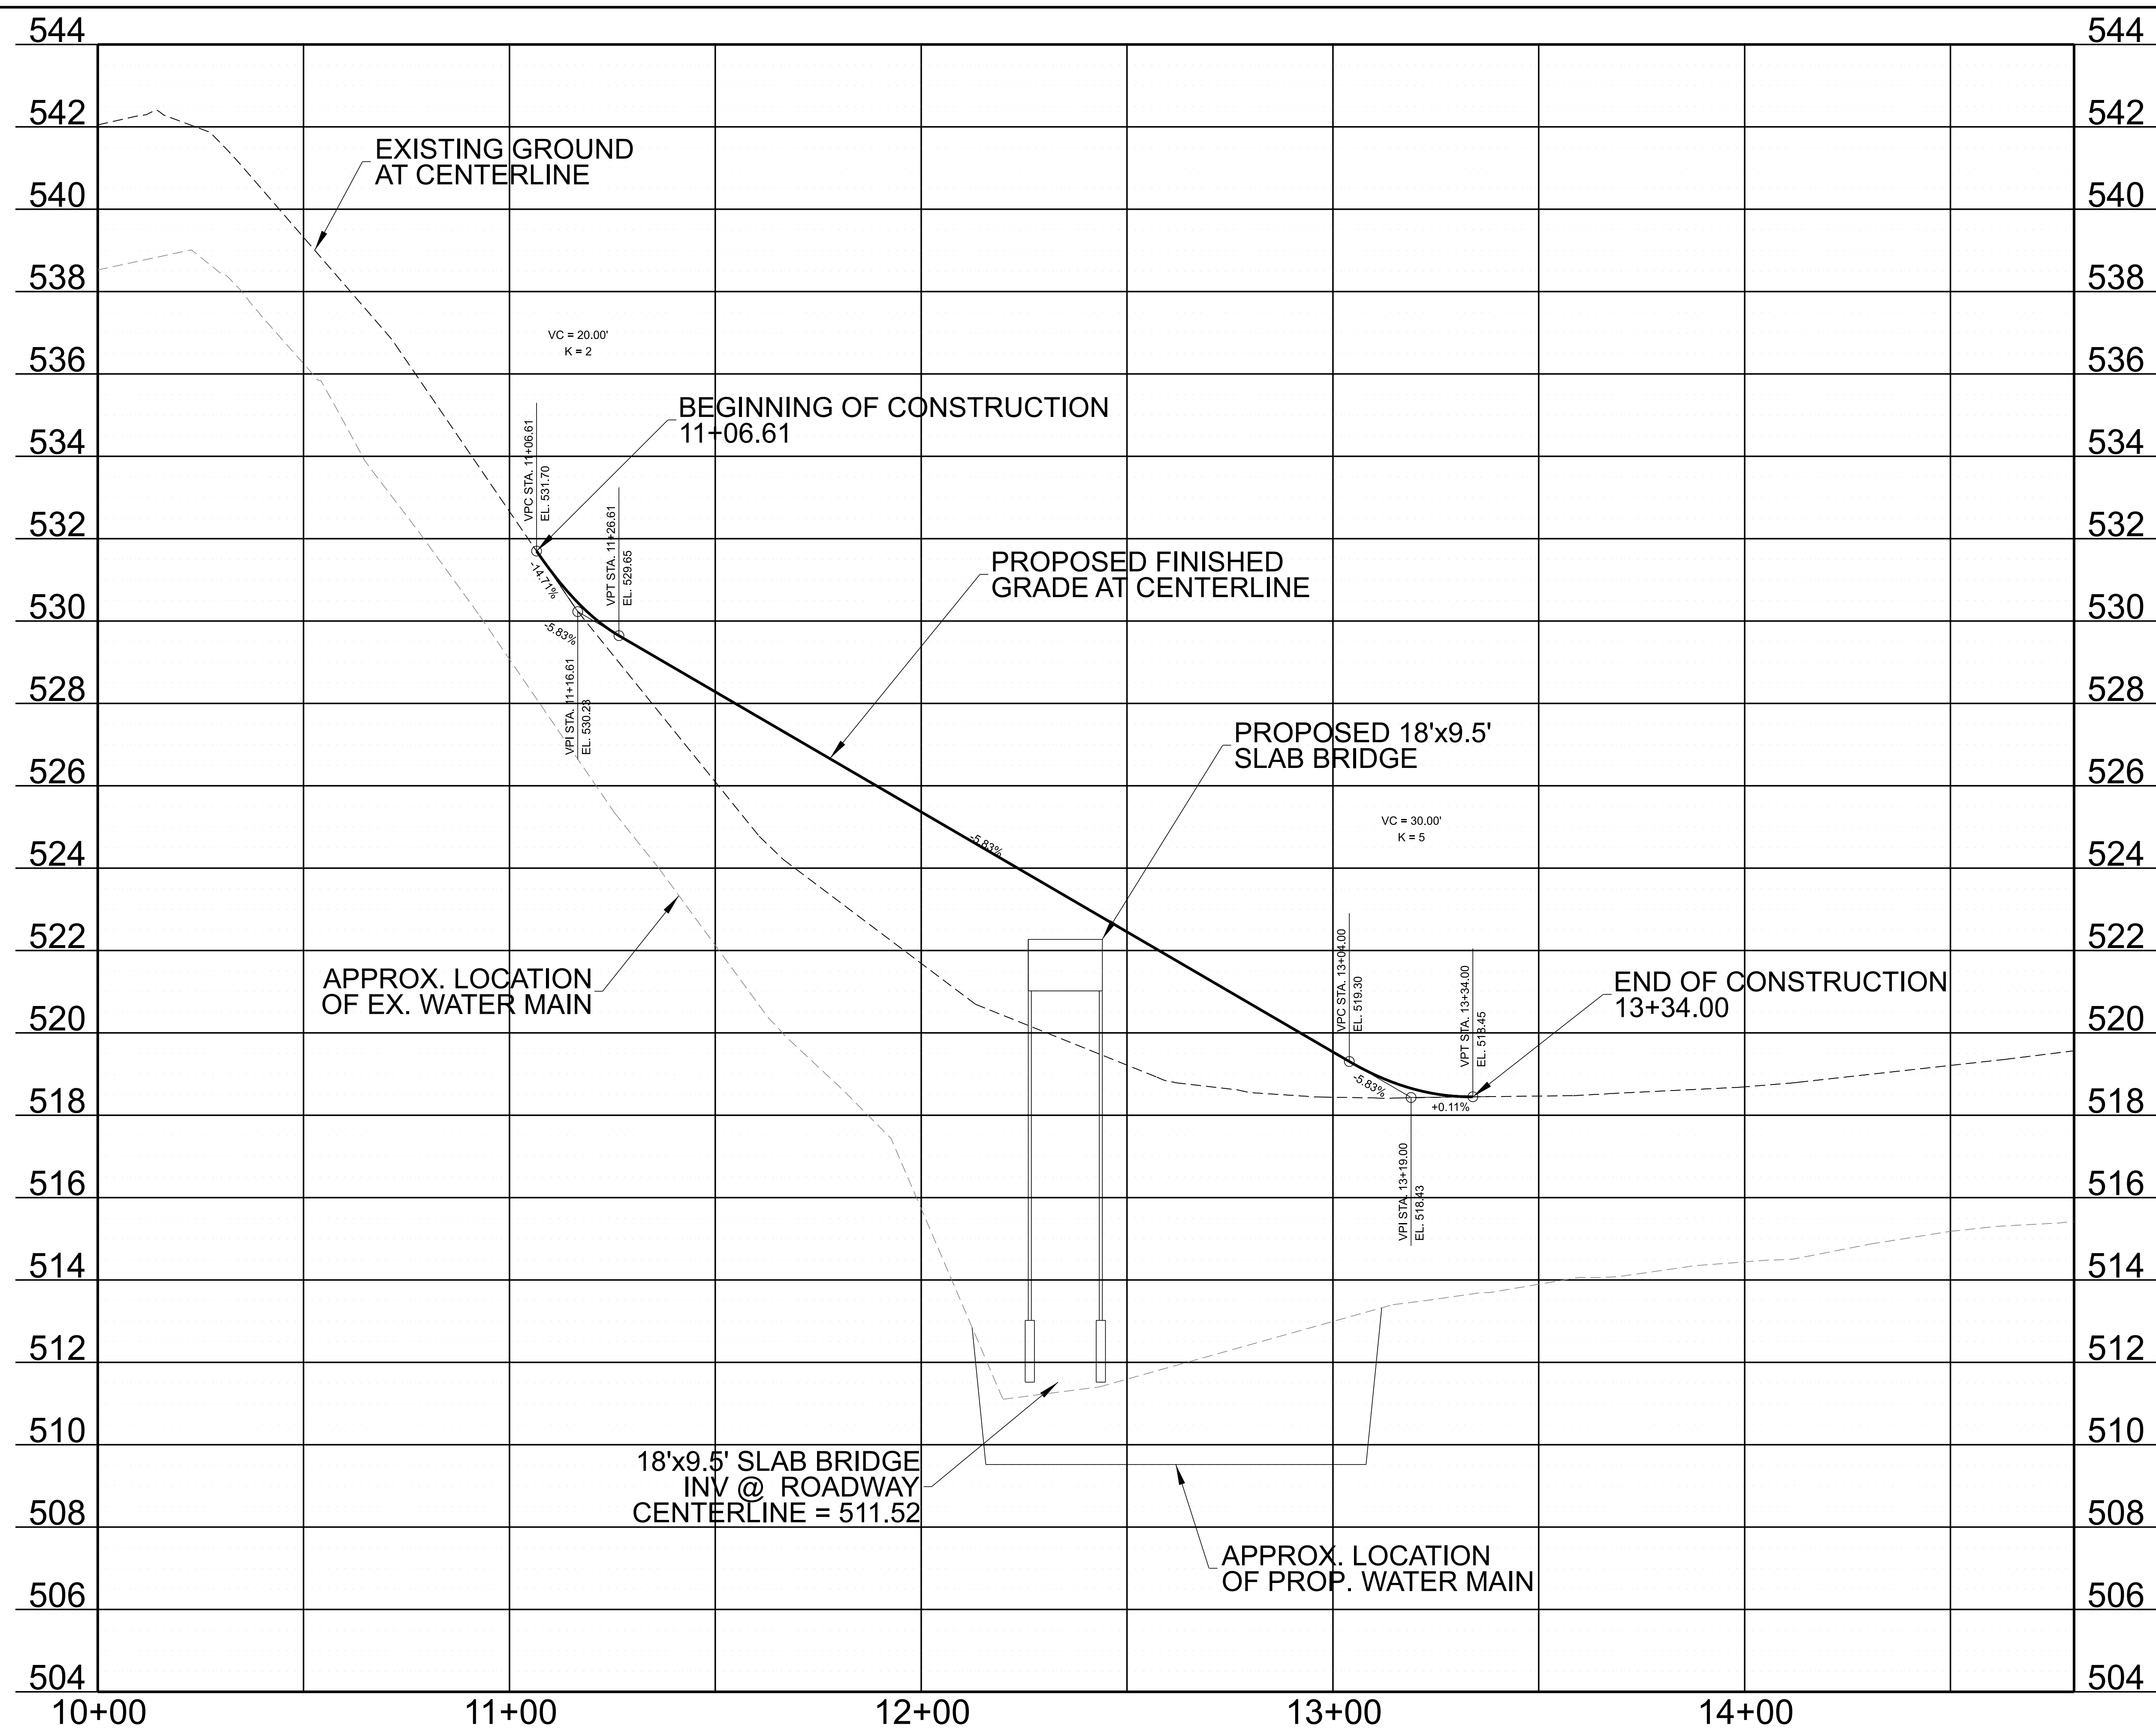 544
544
542
542
EXISTING GROUND
AT CENTERLINE
540
540
538
538
VC = 20.00'
K = 2
536
536
BEGINNING OF CONSTRUCTION
11+06.61
VPC STA. 11+06.61
EL. 531.70
534
534
VPT STA. 11+26.61
EL. 529.65
532
532
PROPOSED FINISHED
GRADE AT CENTERLINE
-14.71%
530
530
-5.83%
VPI STA. 11+16.61
EL. 530.23
528
528
PROPOSED 18'x9.5'
SLAB BRIDGE
526
526
VC = 30.00'
K = 5
-5.83%
524
524
522
522
VPC STA. 13+04.00
EL. 519.30
VPT STA. 13+34.00
EL. 518.45
APPROX. LOCATION
OF EX. WATER MAIN
END OF CONSTRUCTION
13+34.00
520
520
-5.83%
+0.11%
518
518
VPI STA. 13+19.00
EL. 518.43
516
516
514
514
512
512
510
510
18'x9.5' SLAB BRIDGE
INV @ ROADWAY
CENTERLINE = 511.52
508
508
APPROX. LOCATION
OF PROP. WATER MAIN
506
506
504
504
10+00
11+00
12+00
13+00
14+00